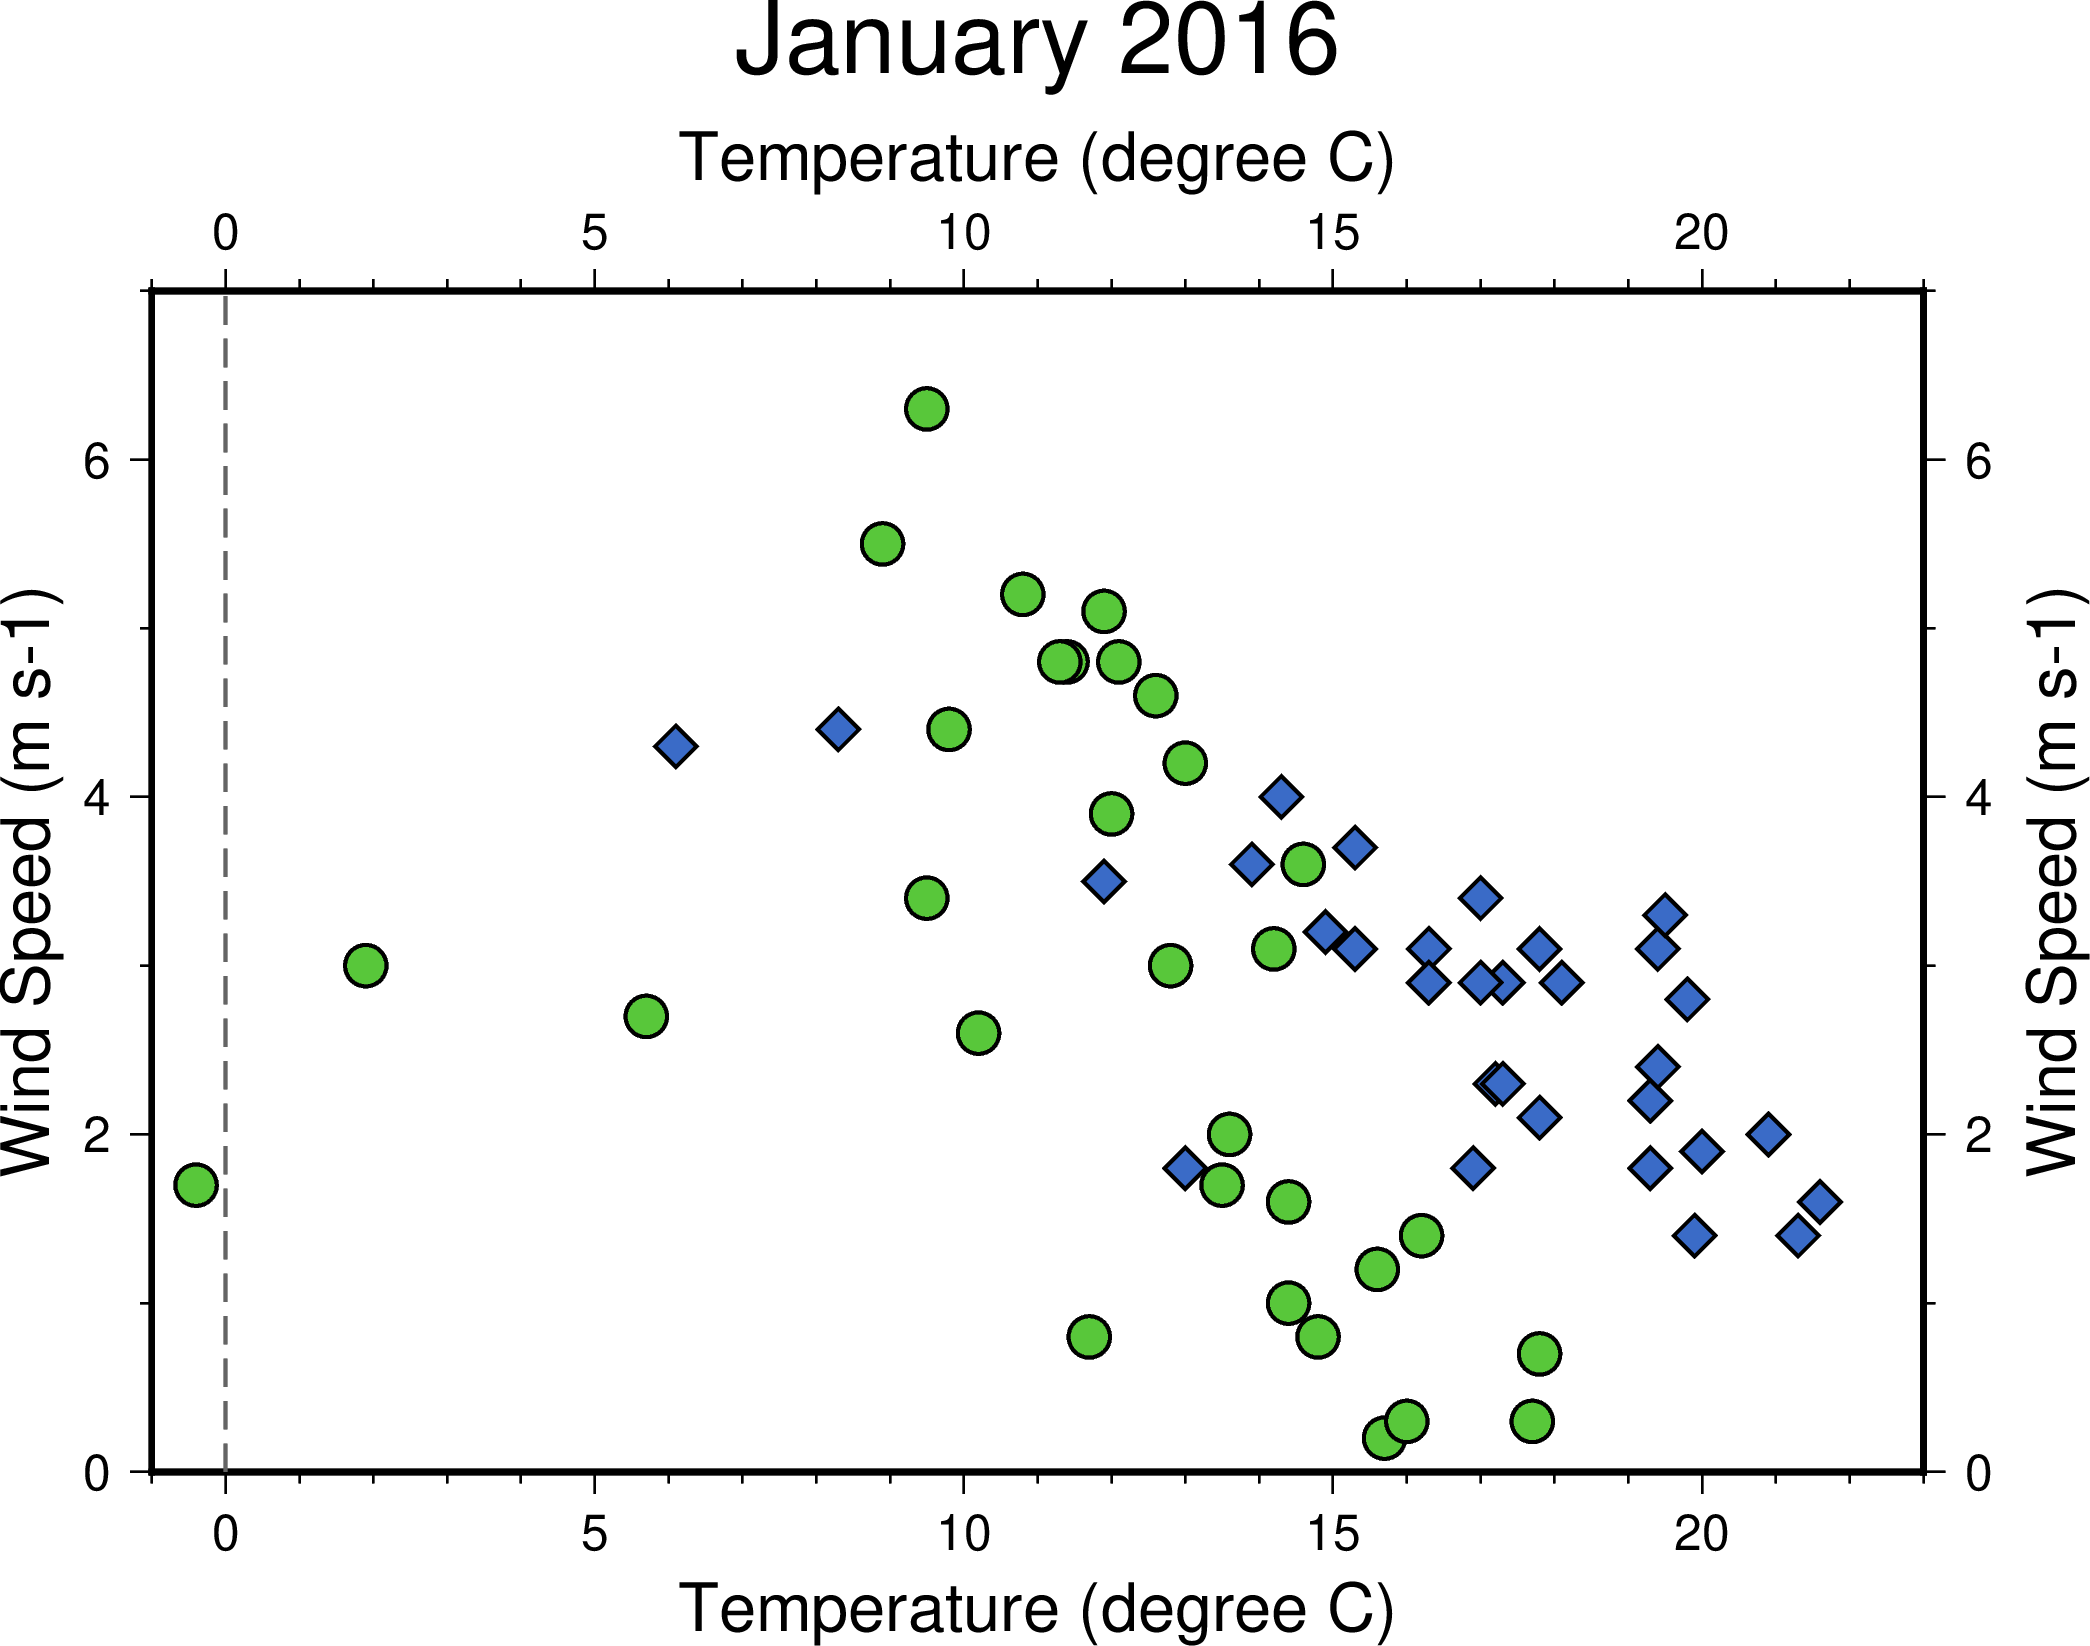 January 2016
Temperature (degree C)
0 5 10 15 20
6 6
4 4
2 2
0 0
Wind Speed (m s-1)
Wind Speed (m s-1)
0 5 10 15 20
Temperature (degree C)